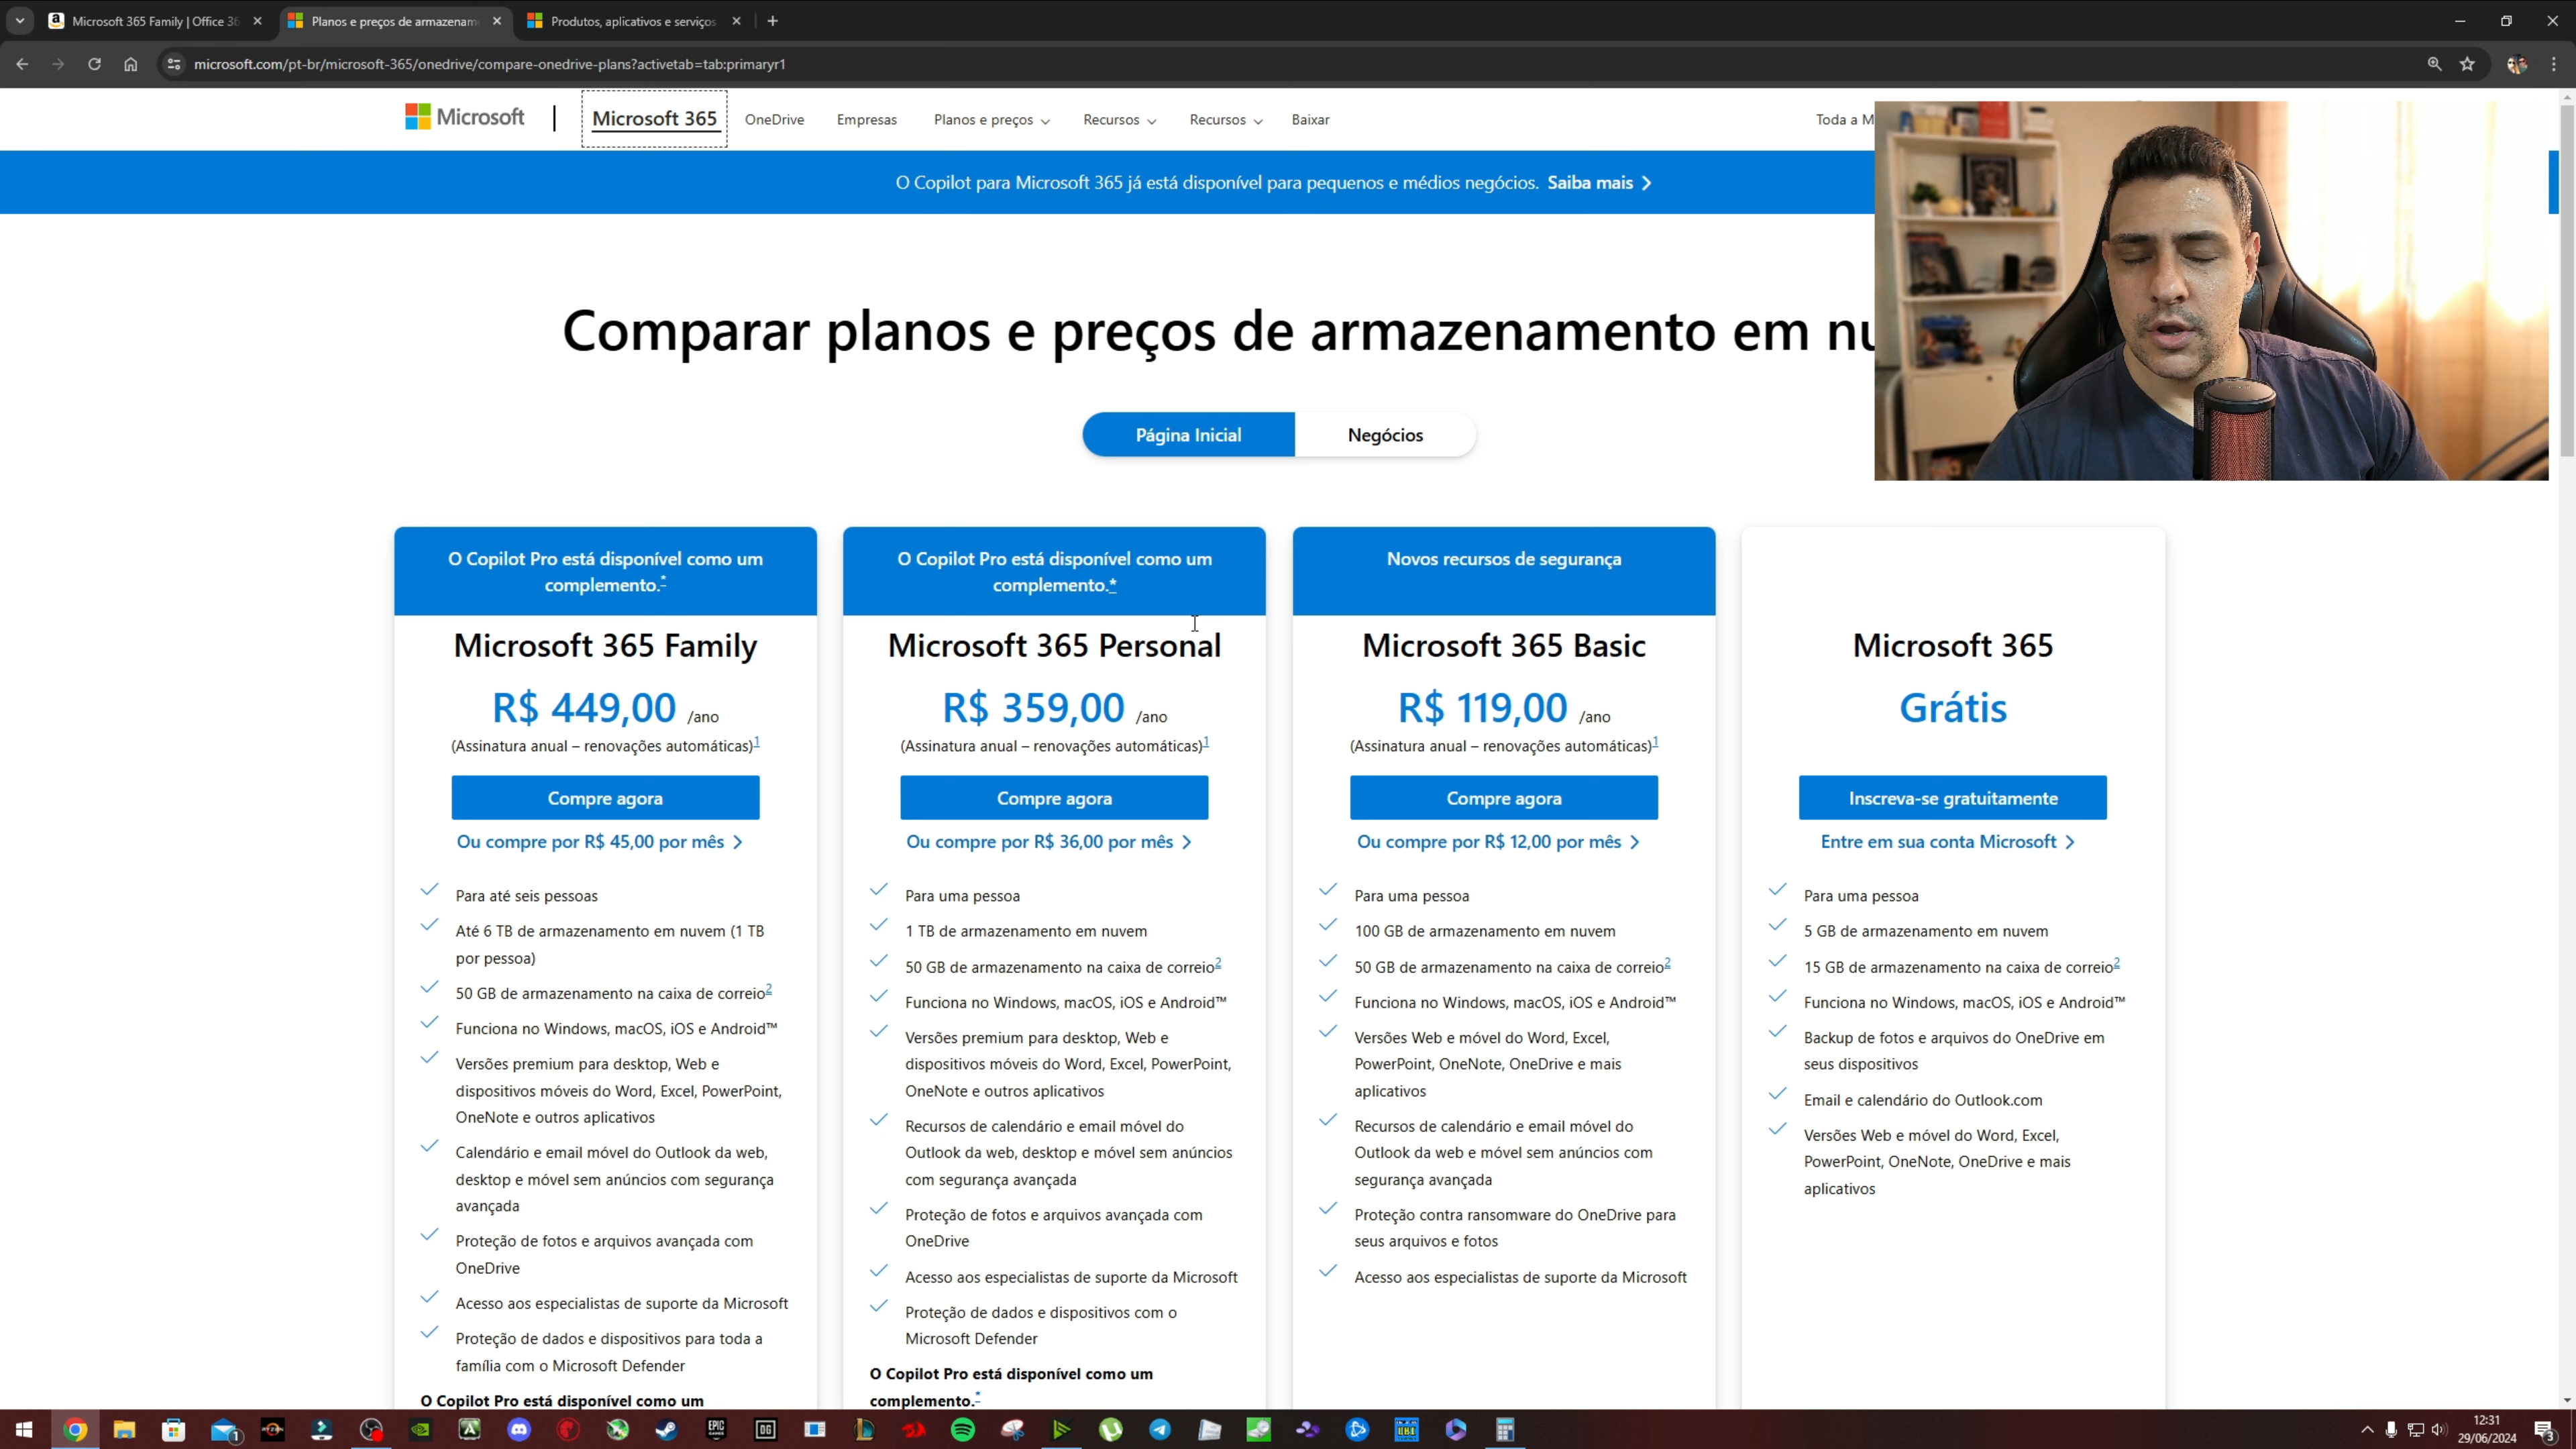 Microsoft 365 Family | Office 36
Planos e preços de armazenam
Produtos, aplicativos e serviços
microsoft.com/pt-br/microsoft-365/onedrive/compare-onedrive-plans?activetab=tab:primaryr1
Microsoft
Microsoft 365
OneDrive
Empresas
Planos e preços
Recursos
Recursos
Baixar
Toda a M
O Copilot para Microsoft 365 já está disponível para pequenos e médios negócios. Saiba mais
Comparar planos e preços de armazenamento em nu
Página Inicial
Negócios
O Copilot Pro está disponível como um
complemento.*
Microsoft 365 Family
R$ 449,00 /ano
(Assinatura anual – renovações automáticas)1
Compre agora
Ou compre por R$ 45,00 por mês
Para até seis pessoas
Até 6 TB de armazenamento em nuvem (1 TB
por pessoa)
50 GB de armazenamento na caixa de correio2
Funciona no Windows, macOS, iOS e Android™
Versões premium para desktop, Web e
dispositivos móveis do Word, Excel, PowerPoint,
OneNote e outros aplicativos
Calendário e email móvel do Outlook da web,
desktop e móvel sem anúncios com segurança
avançada
Proteção de fotos e arquivos avançada com
OneDrive
Acesso aos especialistas de suporte da Microsoft
Proteção de dados e dispositivos para toda a
família com o Microsoft Defender
O Copilot Pro está disponível como um
O Copilot Pro está disponível como um
complemento.*
Microsoft 365 Personal
R$ 359,00 /ano
(Assinatura anual – renovações automáticas)1
Compre agora
Ou compre por R$ 36,00 por mês
Para uma pessoa
1 TB de armazenamento em nuvem
50 GB de armazenamento na caixa de correio2
Funciona no Windows, macOS, iOS e Android™
Versões premium para desktop, Web e
dispositivos móveis do Word, Excel, PowerPoint,
OneNote e outros aplicativos
Recursos de calendário e email móvel do
Outlook da web, desktop e móvel sem anúncios
com segurança avançada
Proteção de fotos e arquivos avançada com
OneDrive
Acesso aos especialistas de suporte da Microsoft
Proteção de dados e dispositivos com o
Microsoft Defender
O Copilot Pro está disponível como um
complemento.*
Novos recursos de segurança
Microsoft 365 Basic
R$ 119,00 /ano
(Assinatura anual – renovações automáticas)1
Compre agora
Ou compre por R$ 12,00 por mês
Para uma pessoa
100 GB de armazenamento em nuvem
50 GB de armazenamento na caixa de correio2
Funciona no Windows, macOS, iOS e Android™
Versões Web e móvel do Word, Excel,
PowerPoint, OneNote, OneDrive e mais
aplicativos
Recursos de calendário e email móvel do
Outlook da web e móvel sem anúncios com
segurança avançada
Proteção contra ransomware do OneDrive para
seus arquivos e fotos
Acesso aos especialistas de suporte da Microsoft
Microsoft 365
Grátis
Inscreva-se gratuitamente
Entre em sua conta Microsoft
Para uma pessoa
5 GB de armazenamento em nuvem
15 GB de armazenamento na caixa de correio2
Funciona no Windows, macOS, iOS e Android™
Backup de fotos e arquivos do OneDrive em
seus dispositivos
Email e calendário do Outlook.com
Versões Web e móvel do Word, Excel,
PowerPoint, OneNote, OneDrive e mais
aplicativos
1
EPIC
GAMES
DG
12:31
29/06/2024
3